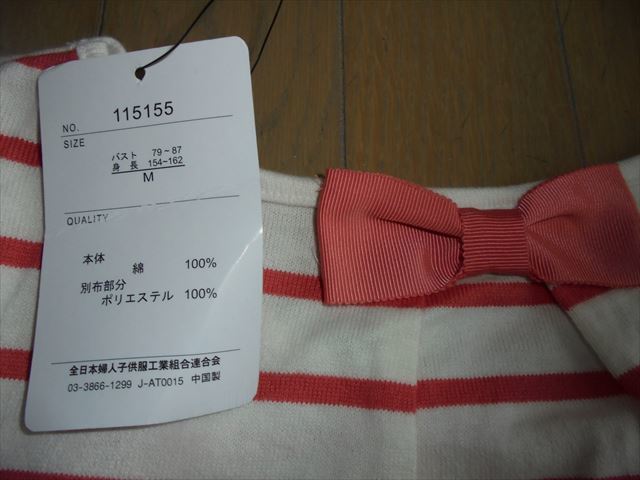 NO. 115155
SIZE
バスト 79~87
身長 154~162
M
QUALITY
本体
綿 100%
別布部分
ポリエステル 100%
全日本婦人子供服工業組合連合会
03-3866-1299 J-AT0015 中国製